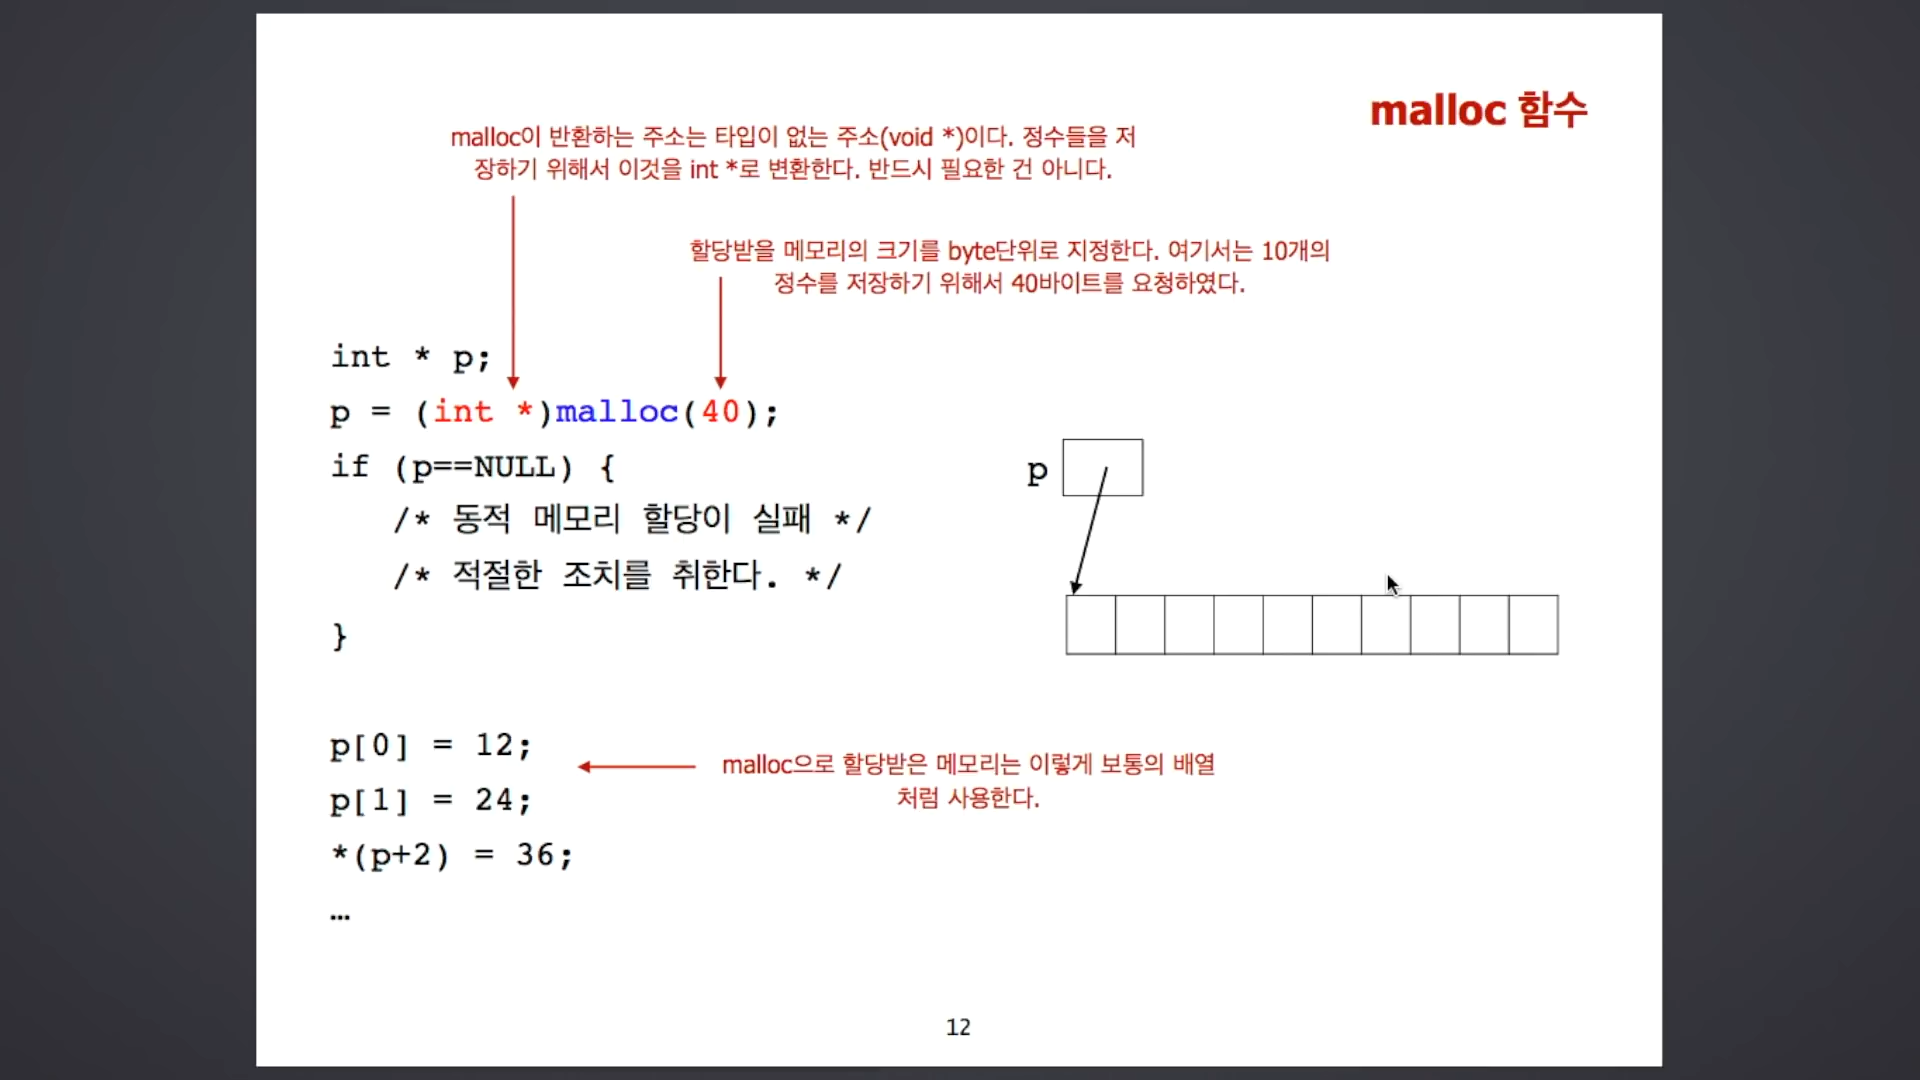 malloc 함수
malloc이 반환하는 주소는 타입이 없는 주소(void *)이다. 정수들을 저
장하기 위해서 이것을 int *로 변환한다. 반드시 필요한 건 아니다.
할당받을 메모리의 크기를 byte단위로 지정한다. 여기서는 10개의
정수를 저장하기 위해서 40바이트를 요청하였다.
int * p;
p = (int *)malloc(40);
if (p==NULL) {
/* 동적 메모리 할당이 실패 */
/* 적절한 조치를 취한다. */
}
p
p[0] = 12;
p[1] = 24;
*(p+2) = 36;
…
malloc으로 할당받은 메모리는 이렇게 보통의 배열
처럼 사용한다.
12